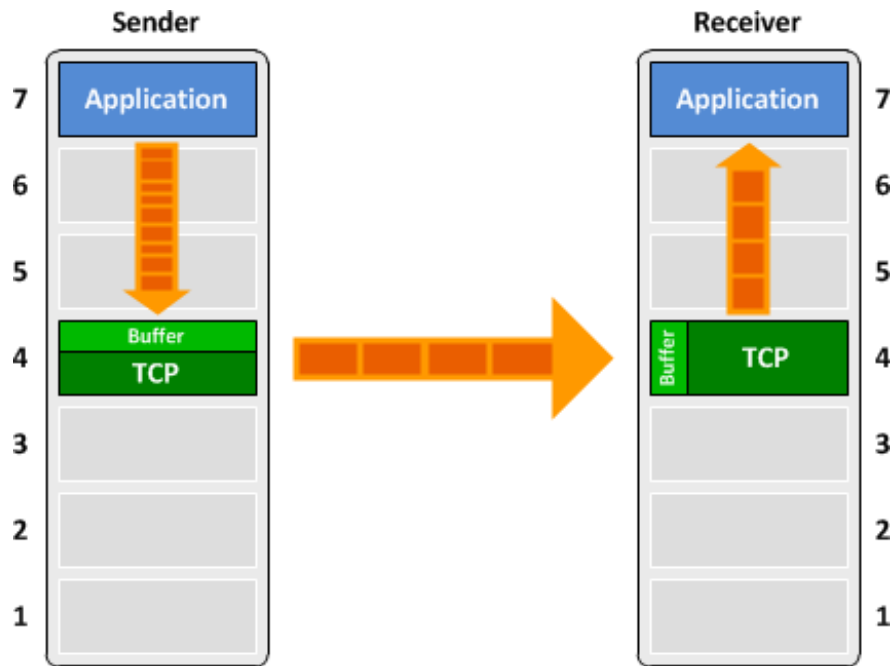 Sender
Receiver
7
Application
Application
7
6
6
5
5
Buffer
4
TCP
Buffer
TCP
4
3
3
2
2
1
1